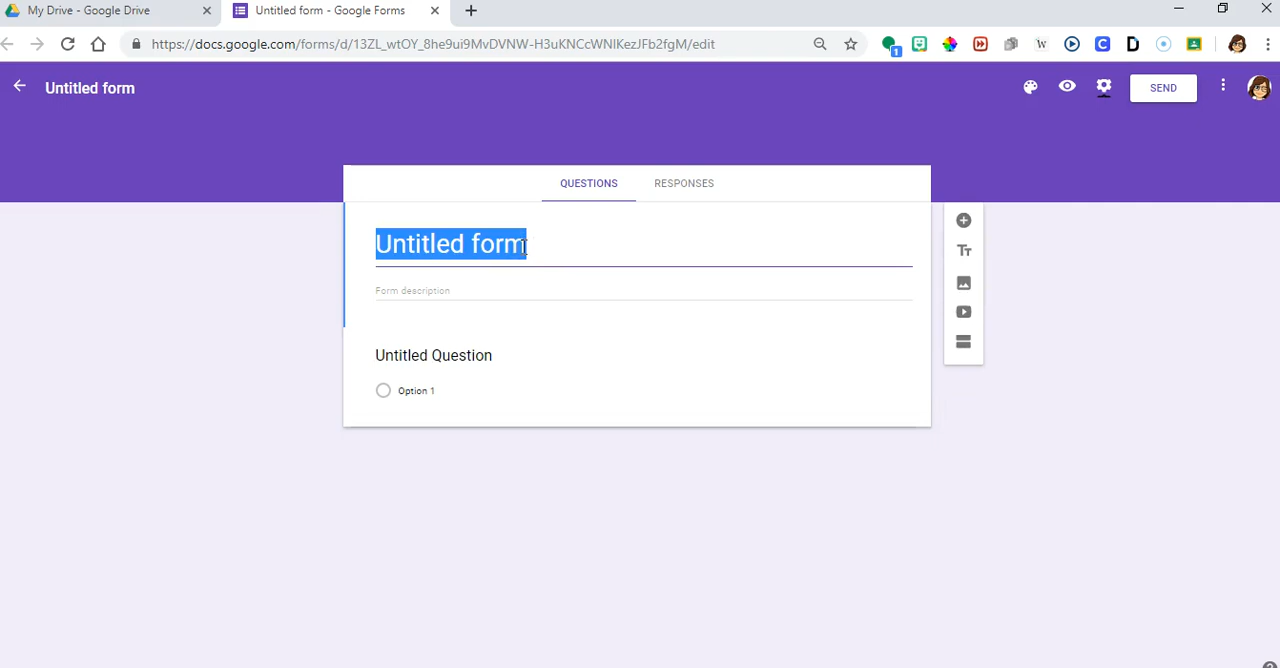 My Drive - Google Drive
Untitled form - Google Forms
https://docs.google.com/forms/d/13ZL_wtOY_8he9ui9MvDVNW-H3uKNCcWNIKezJFb2fgM/edit
1
W
C
D
Untitled form
SEND
QUESTIONS RESPONSES
Untitled form
Form description
Untitled Question
Option 1